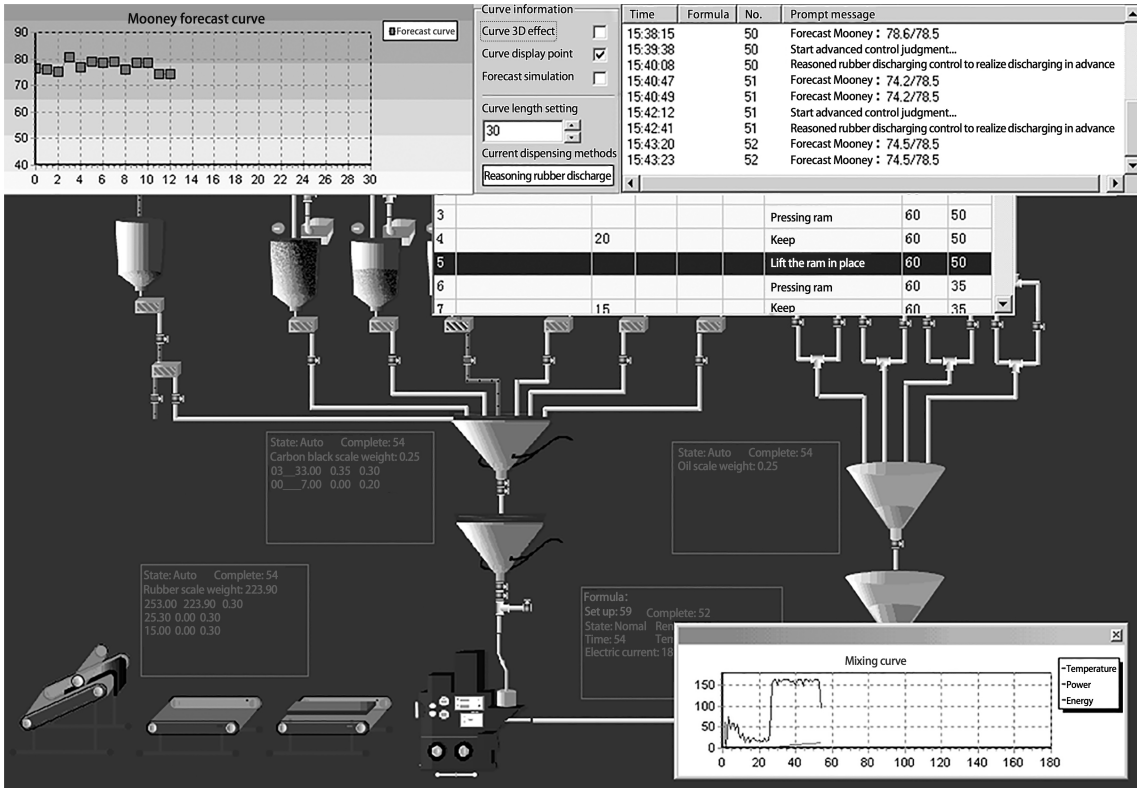 Mooney forecast curve
Forecast curve
90
80
70
60
50
40
0 2 4 6 8 10 12 14 16 18 20 22 24 26 28 30
Curve information
Curve 3D effect
Curve display point
Forecast simulation
Curve length setting
30
Current dispensing methods
Reasoning rubber discharge
Time Formula No. Prompt message
15:38:15 50 Forecast Mooney : 78.6/78.5
15:39:38 50 Start advanced control judgment...
15:40:08 50 Reasoned rubber discharging control to realize discharging in advance
15:40:47 51 Forecast Mooney : 74.2/78.5
15:40:49 51 Forecast Mooney : 74.2/78.5
15:42:12 51 Start advanced control judgment...
15:42:41 51 Reasoned rubber discharging control to realize discharging in advance
15:43:20 52 Forecast Mooney : 74.5/78.5
15:43:23 52 Forecast Mooney : 74.5/78.5
3 Pressing ram 60 50
4 20 Keep 60 50
5 Lift the ram in place 60 50
6 Pressing ram 60 35
7 15 Keep 60 35
State: Auto Complete: 54
Carbon black scale weight: 0.25
03__33.00 0.35 0.30
00___7.00 0.00 0.20
State: Auto Complete: 54
Oil scale weight: 0.25
State: Auto Complete: 54
Rubber scale weight: 223.90
253.00 223.90 0.30
25.30 0.00 0.30
15.00 0.00 0.30
Formula:
Set up: 59 Complete: 52
State: Normal Ren
Time: 54 Ten
Electric current: 18
Mixing curve
150
100
50
0
0 20 40 60 80 100 120 140 160 180
-Temperature
-Power
-Energy